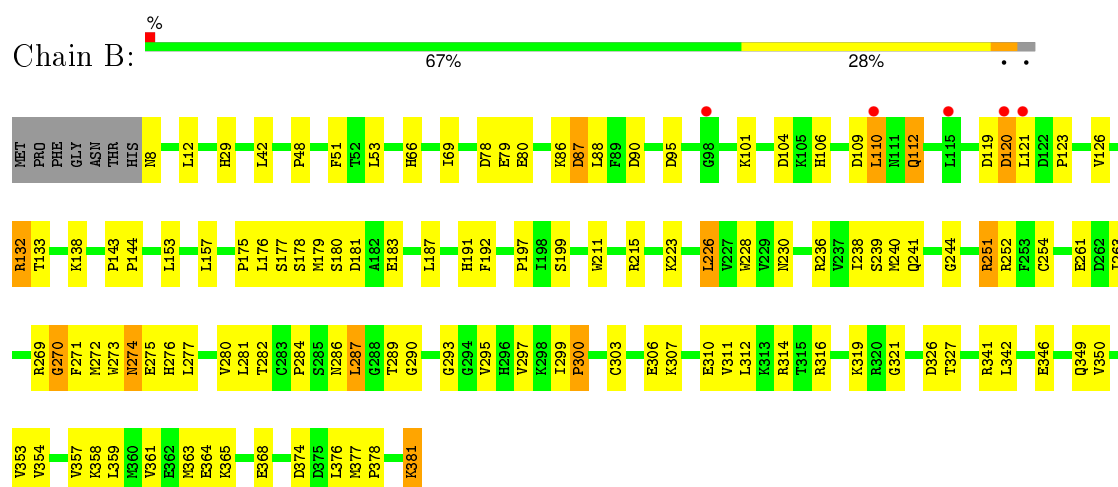 %
Chain B:
67% 28% • •
MET PRO PHE GLY ASN THR HIS N8 L12 H29 L42 P48 F51 T52 L53 H66 I69 D78 E79 E80 K86 D87 L88 F89 D90 D95 G98 K101 D104 K105 H106 D109 L110 N111 Q112 L115 D119 D120 L121 D122 P123 V126
R132 T133 K138 P143 P144 L153 L157 P175 L176 S177 S178 M179 S180 D181 A182 E183 L187 H191 F192 P197 I198 S199 W211 R215 K223 L226 V227 W228 V229 N230 R236 V237 I238 S239 M240 Q241 G244 R251 R252 F253 C254 E261 D262 I263
R269 G270 F271 M272 W273 N274 E275 H276 L277 V280 L281 T282 C283 P284 S285 N286 L287 G288 T289 G290 G293 G294 V295 H296 V297 K298 I299 P300 C303 E306 K307 E310 V311 L312 K313 R314 T315 R316 K319 R320 G321 D326 T327 R341 L342 E346 Q349 V350
V353 V354 V357 K358 L359 M360 V361 E362 M363 E364 K365 E368 D374 D375 L376 M377 P378 K381